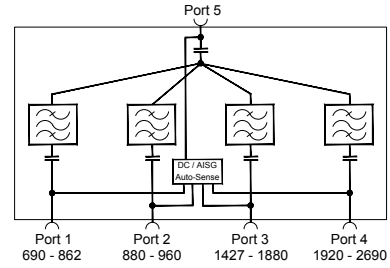 Port 5
DC / AISG
Auto-Sense
Port 1 Port 2 Port 3 Port 4
690 - 862 880 - 960 1427 - 1880 1920 - 2690